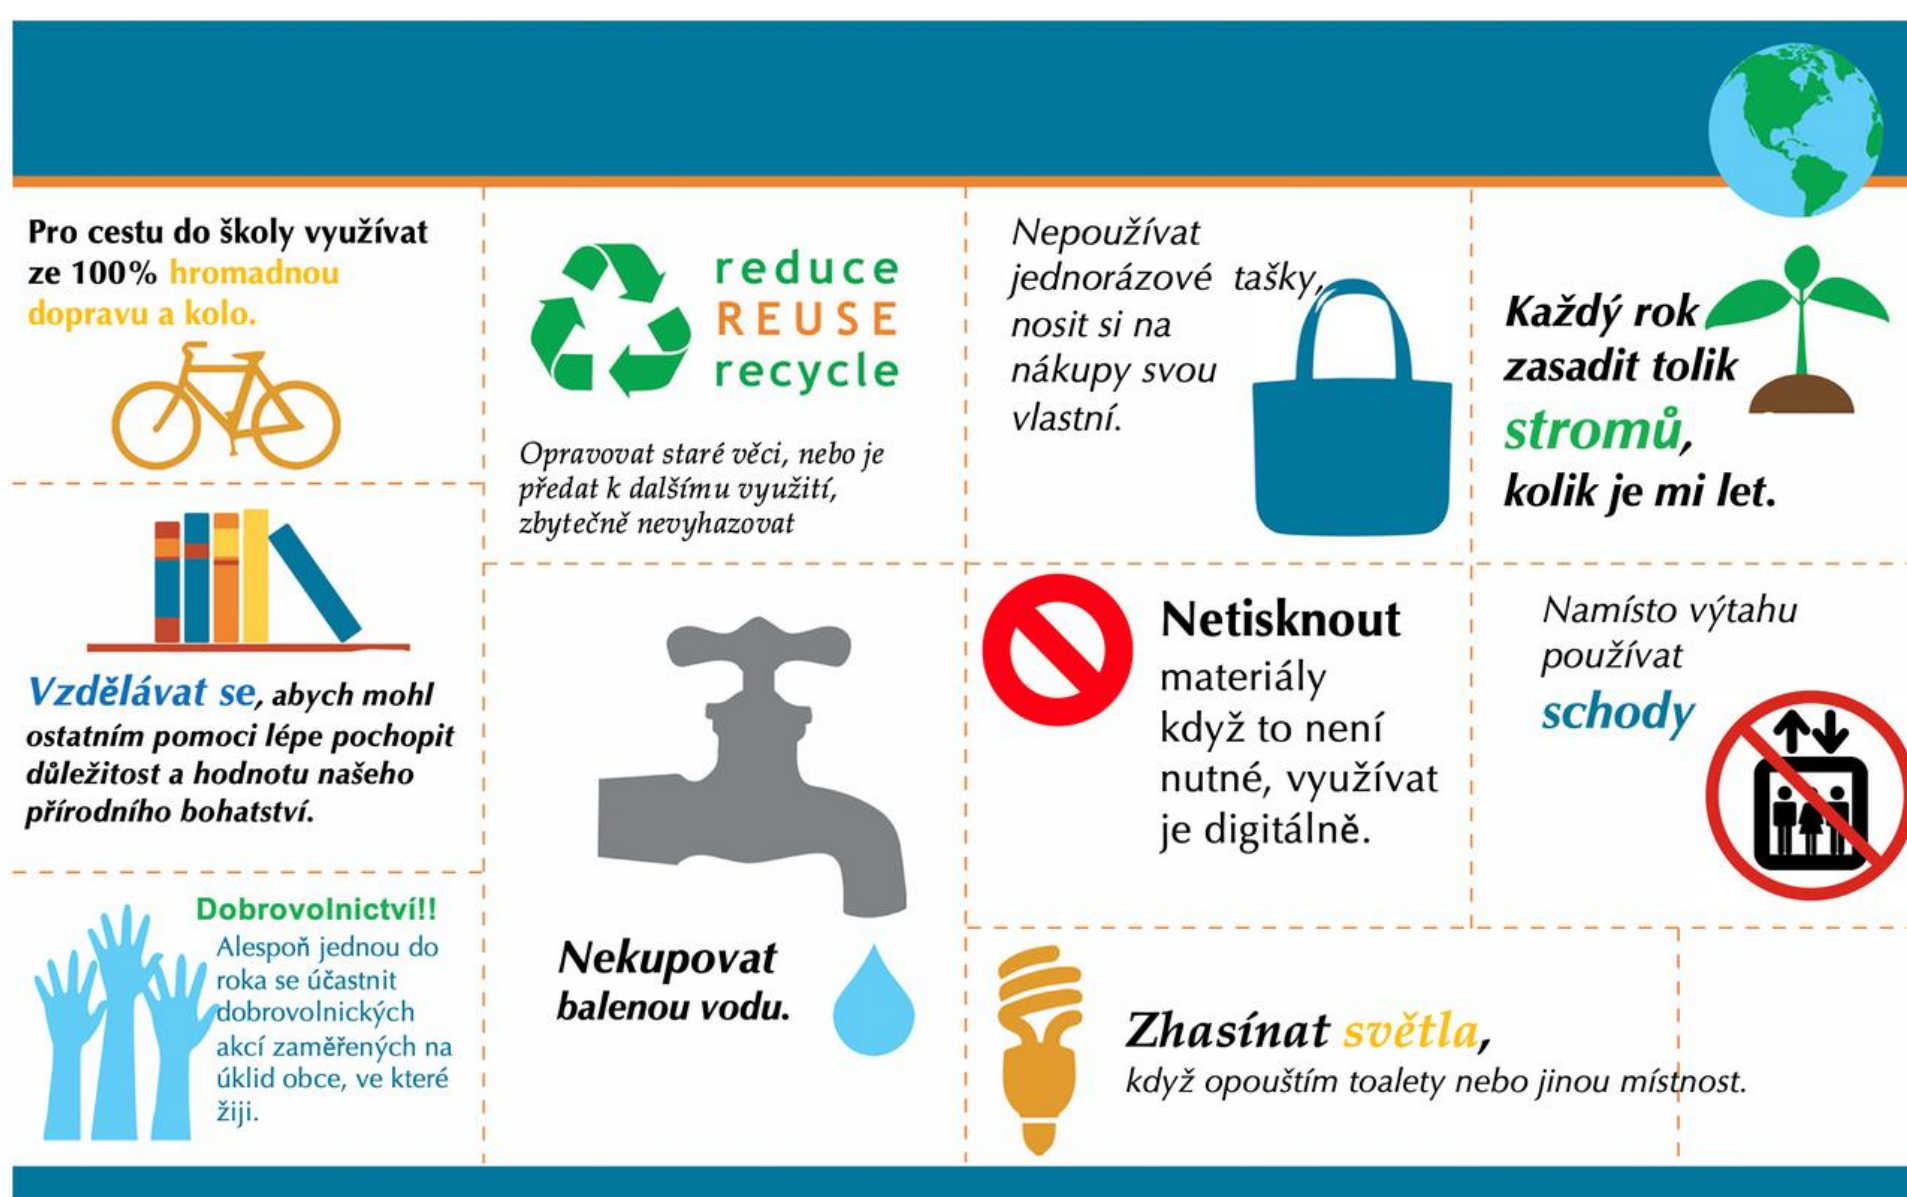 Pro cestu do školy využívat
ze 100% hromadnou
dopravu a kolo.
Vzdělávat se, abych mohl
ostatním pomoci lépe pochopit
důležitost a hodnotu našeho
přírodního bohatství.
Dobrovolnictví!!
Alespoň jednou do
roka se účastnit
dobrovolnických
akcí zaměřených na
úklid obce, ve které
žiji.
reduce
REUSE
recycle
Opravovat staré věci, nebo je
předat k dalšímu využití,
zbytečně nevyhazovat
Nekupovat
balenou vodu.
Nepoužívat
jednorázové tašky,
nosit si na
nákupy svou
vlastní.
Každý rok
zasadit tolik
stromů,
kolik je mi let.
Netisknout
materiály
když to není
nutné, využívat
je digitálně.
Namísto výtahu
používat
schody
Zhasínat světla,
když opouštím toalety nebo jinou místnost.